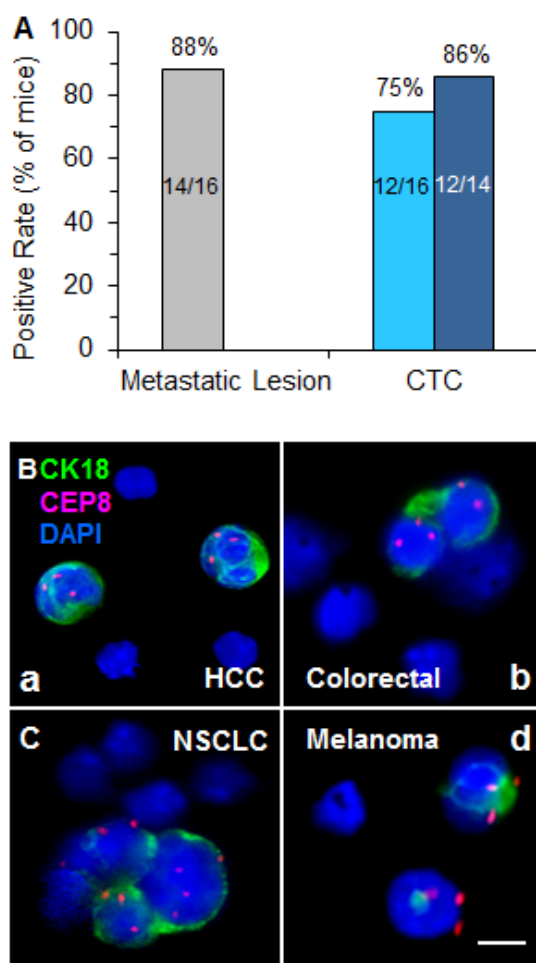 A
Positive Rate (% of mice)
100
80
60
40
20
0
88%
75%
86%
14/16
12/16
12/14
Metastatic Lesion
CTC
B CK18
CEP8
DAPI
a
HCC
Colorectal
b
C
NSCLC
Melanoma
d